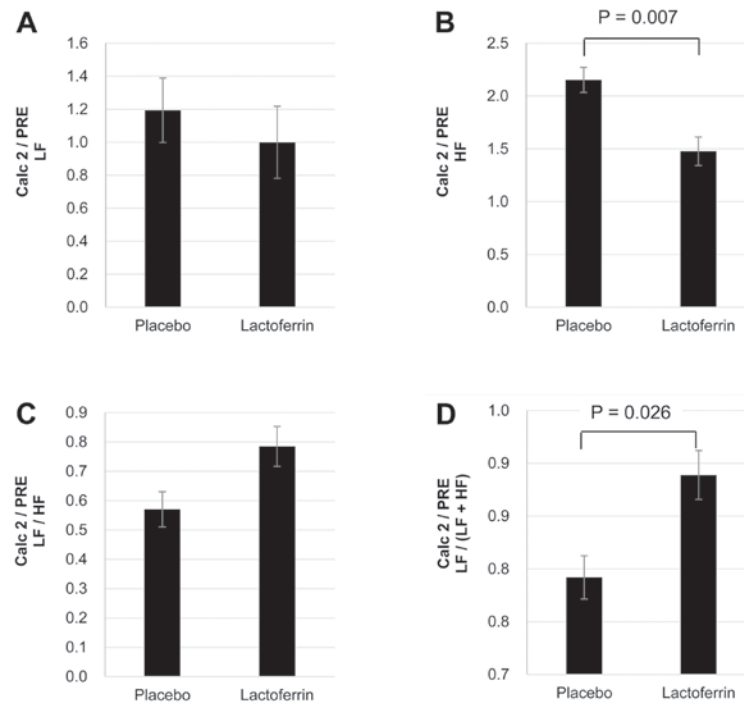 A
Calc 2 / PRE
LF
1.6
1.4
1.2
1.0
0.8
0.6
0.4
0.2
0.0
Placebo
Lactoferrin
B
P = 0.007
Calc 2 / PRE
HF
2.5
2.0
1.5
1.0
0.5
0.0
Placebo
Lactoferrin
C
Calc 2 / PRE
LF / HF
0.9
0.8
0.7
0.6
0.5
0.4
0.3
0.2
0.1
0.0
Placebo
Lactoferrin
D
P = 0.026
Calc 2 / PRE
LF / (LF + HF)
1.0
0.9
0.9
0.8
0.8
0.7
Placebo
Lactoferrin